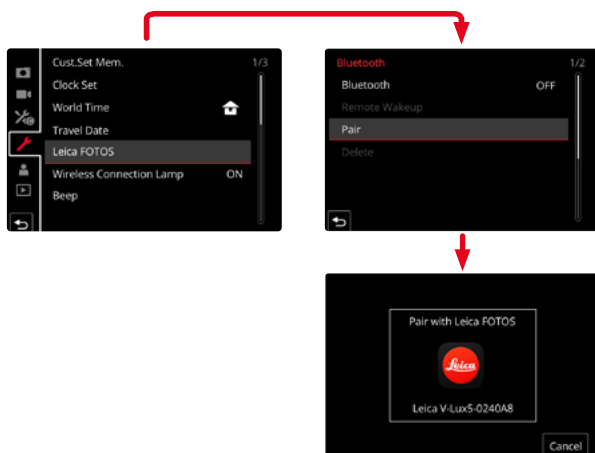 Cust.Set Mem. 1/3
Clock Set
World Time
Travel Date
Leica FOTOS
Wireless Connection Lamp ON
Beep
Bluetooth 1/2
Bluetooth OFF
Remote Wakeup
Pair
Delete
Pair with Leica FOTOS
Leica
Leica V-Lux5-0240A8
Cancel